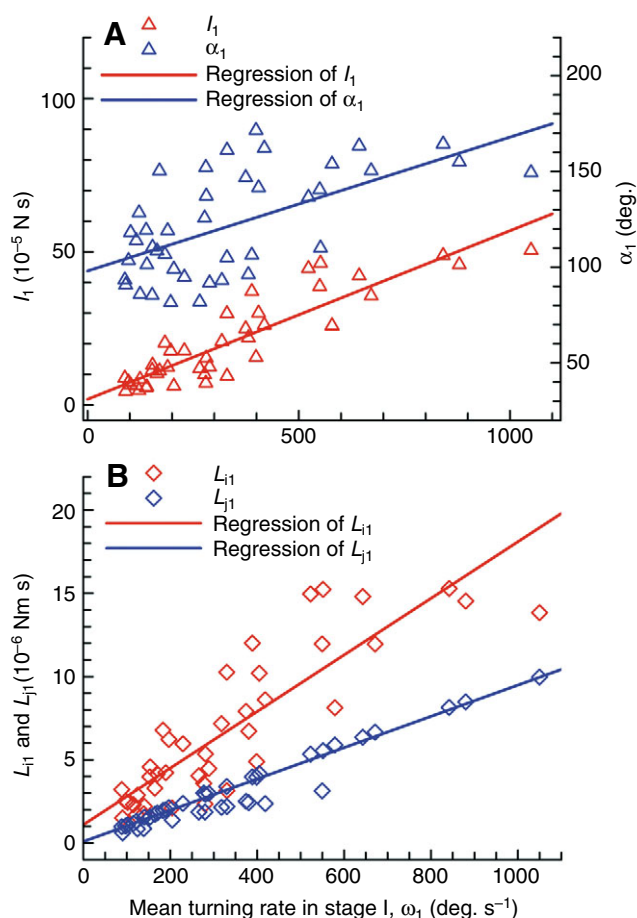 A
I₁
α₁
Regression of I₁
Regression of α₁
I₁ (10⁻⁵ N s)
100
50
0
α₁ (deg.)
200
150
100
50
0 500 1000
B
Lᵢ₁
Lⱼ₁
Regression of Lᵢ₁
Regression of Lⱼ₁
Lᵢ₁ and Lⱼ₁ (10⁻⁶ Nm s)
20
15
10
5
0
0 200 400 600 800 1000
Mean turning rate in stage I, ω₁ (deg. s⁻¹)